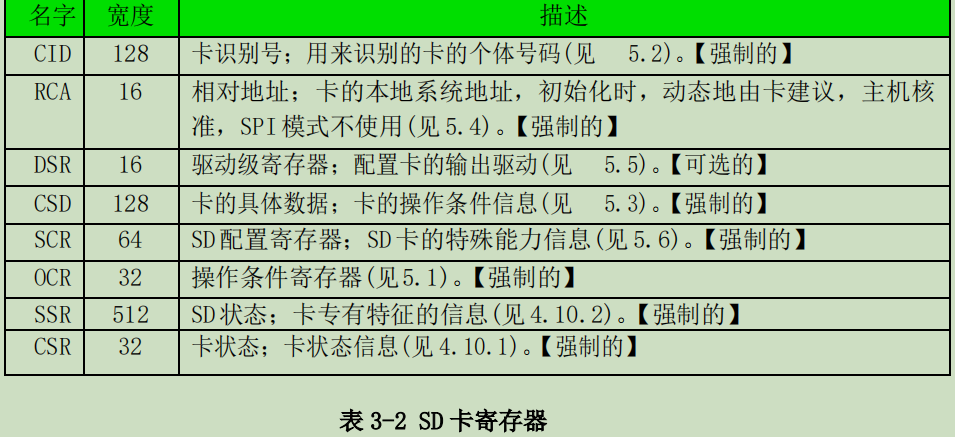 名字 宽度 描述
CID 128 卡识别号；用来识别的卡的个体号码(见 5.2)。【强制的】
RCA 16 相对地址；卡的本地系统地址，初始化时，动态地由卡建议，主机核
准，SPI模式不使用(见5.4)。【强制的】
DSR 16 驱动级寄存器；配置卡的输出驱动(见 5.5)。【可选的】
CSD 128 卡的具体数据；卡的操作条件信息(见 5.3)。【强制的】
SCR 64 SD配置寄存器；SD卡的特殊能力信息(见5.6)。【强制的】
OCR 32 操作条件寄存器(见5.1)。【强制的】
SSR 512 SD状态；卡专有特征的信息(见4.10.2)。【强制的】
CSR 32 卡状态；卡状态信息(见4.10.1)。【强制的】
表 3-2 SD 卡寄存器